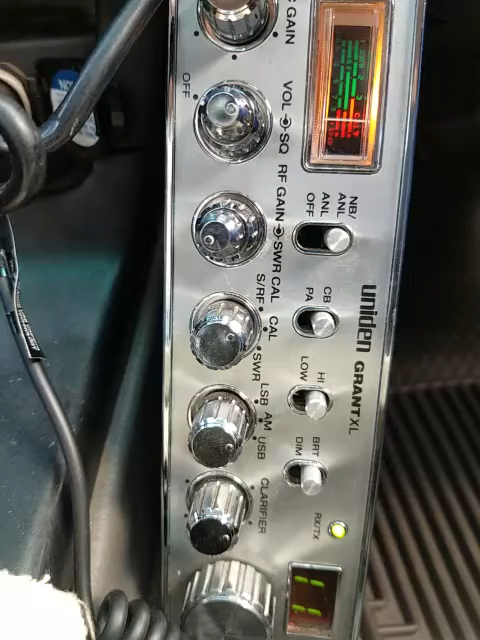 GAIN
OFF
VOL SQ
RF GAIN SWR CAL
S/RF CAL SWR
LSB AM USB
CLARIFIER
NB/
ANL
ANL
OFF
CB
PA
HI
LOW
BRT
DIM
RX/TX
uniden GRANT XL
11